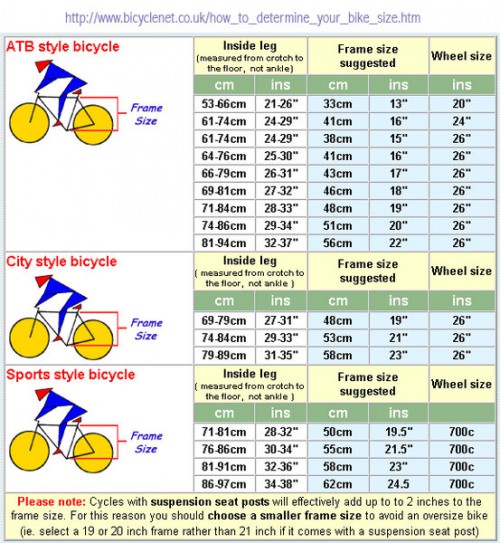 http://www.bicyclenet.co.uk/how_to_determine_your_bike_size.htm
ATB style bicycle
Frame
Size
Inside leg
(measured from crotch to
the floor, not ankle)
Frame size
suggested
Wheel size
cm ins cm ins
53-66cm 21-26" 33cm 13" 20"
61-74cm 24-29" 41cm 16" 24"
61-74cm 24-29" 38cm 15" 26"
64-76cm 25-30" 41cm 16" 26"
66-79cm 26-31" 43cm 17" 26"
69-81cm 27-32" 46cm 18" 26"
71-84cm 28-33" 48cm 19" 26"
74-86cm 29-34" 51cm 20" 26"
81-94cm 32-37" 56cm 22" 26"
City style bicycle
Frame
Size
Inside leg
( measured from crotch to
the floor, not ankle )
Frame size
suggested
Wheel size
cm ins cm ins
69-79cm 27-31" 48cm 19" 26"
74-84cm 29-33" 53cm 21" 26"
79-89cm 31-35" 58cm 23" 26"
Sports style bicycle
Frame
Size
Inside leg
( measured from crotch to
the floor, not ankle )
Frame size
suggested
Wheel size
cm ins cm ins
71-81cm 28-32" 50cm 19.5" 700c
76-86cm 30-34" 55cm 21.5" 700c
81-91cm 32-36" 58cm 23" 700c
86-97cm 34-38" 62cm 24.5 700c
Please note: Cycles with suspension seat posts will effectively add up to to 2 inches to the
frame size. For this reason you should choose a smaller frame size to avoid an oversize bike
(ie. select a 19 or 20 inch frame rather than 21 inch if it comes with a suspension seat post)